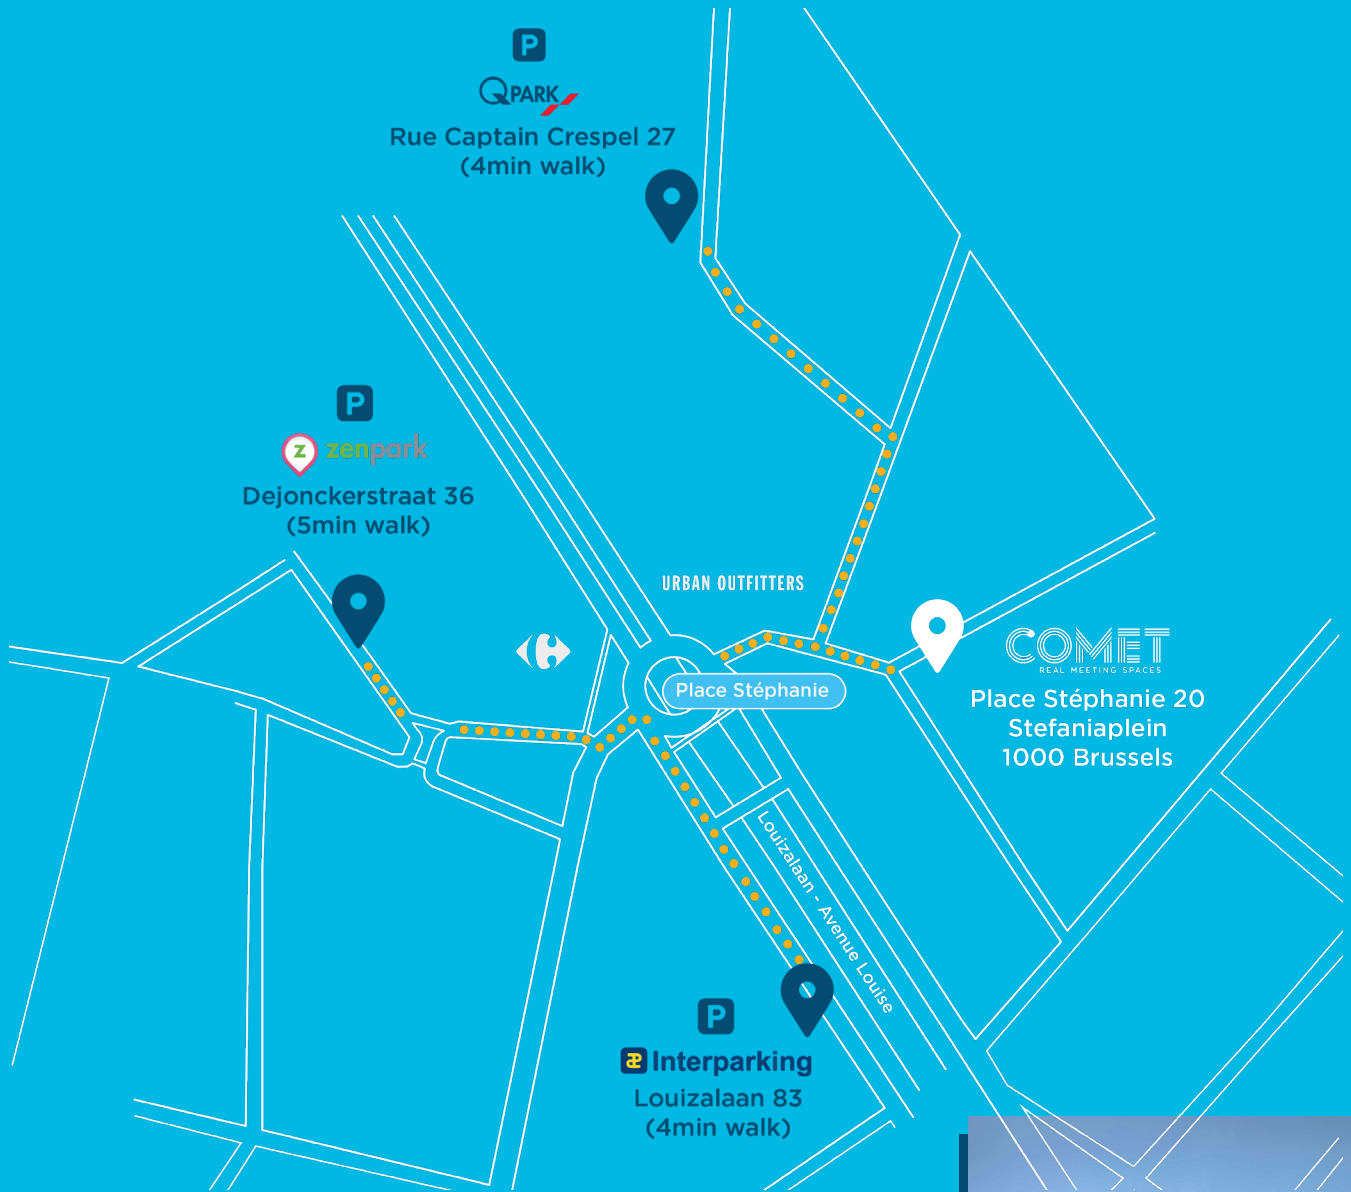 P
QPARK
Rue Captain Crespel 27
(4min walk)
P
z zenpark
Dejonckerstraat 36
(5min walk)
URBAN OUTFITTERS
COMET
REAL MEETING SPACES
Place Stéphanie
Place Stéphanie 20
Stefaniaplein
1000 Brussels
Louizalaan - Avenue Louise
P
Interparking
Louizalaan 83
(4min walk)